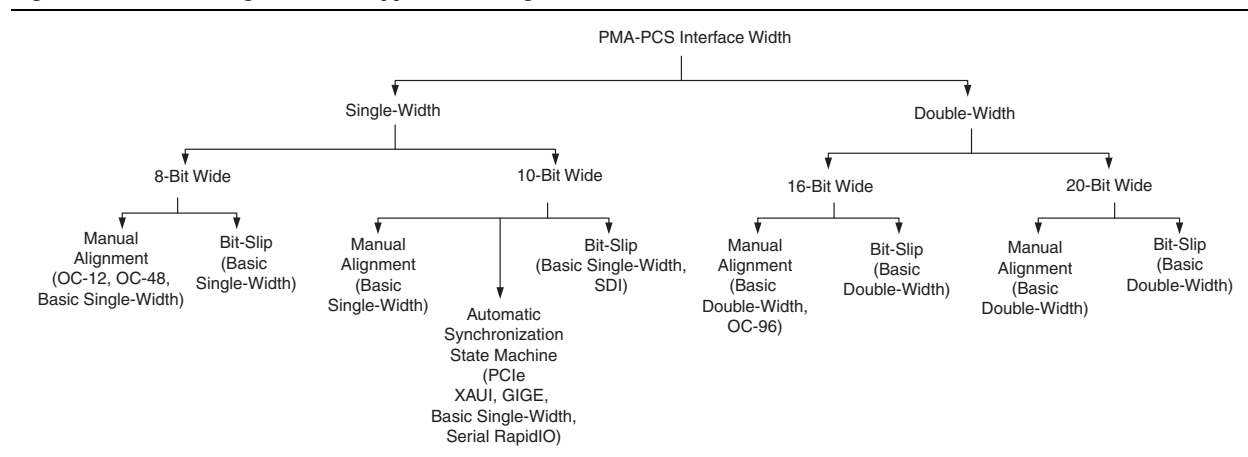 PMA-PCS Interface Width
Single-Width
Double-Width
8-Bit Wide
10-Bit Wide
16-Bit Wide
20-Bit Wide
Manual
Alignment
(OC-12, OC-48,
Basic Single-Width)
Bit-Slip
(Basic
Single-Width)
Manual
Alignment
(Basic
Single-Width)
Automatic
Synchronization
State Machine
(PCIe
XAUI, GIGE,
Basic Single-Width,
Serial RapidIO)
Bit-Slip
(Basic Single-Width,
SDI)
Manual
Alignment
(Basic
Double-Width,
OC-96)
Bit-Slip
(Basic
Double-Width)
Manual
Alignment
(Basic
Double-Width)
Bit-Slip
(Basic
Double-Width)